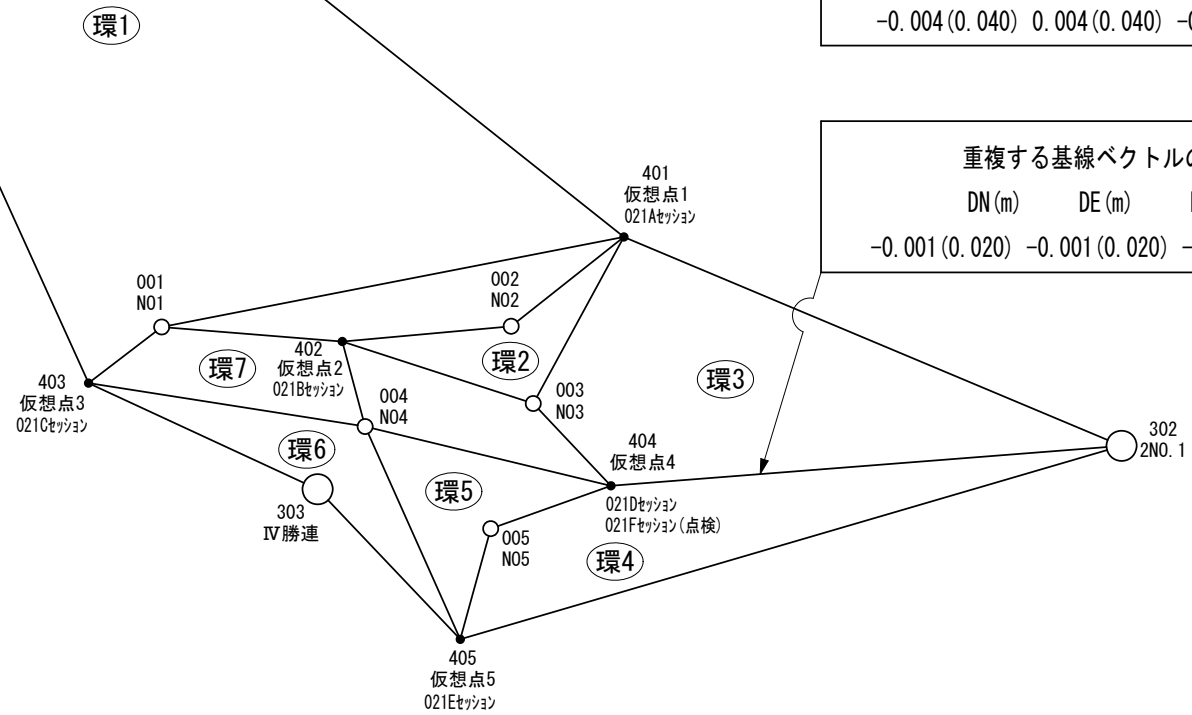 環1
-0.004(0.040) 0.004(0.040)
重複する基線ベクトルの
DN(m) DE(m)
-0.001(0.020) -0.001(0.020)
401
仮想点1
021Aセッション
001
NO1
002
NO2
402
仮想点2
021Bセッション
環7
環2
環3
403
仮想点3
021Cセッション
004
NO4
003
NO3
302
2NO.1
404
仮想点4
021Dセッション
021Fセッション(点検)
環6
環5
303
Ⅳ勝連
005
NO5
環4
405
仮想点5
021Eセッション